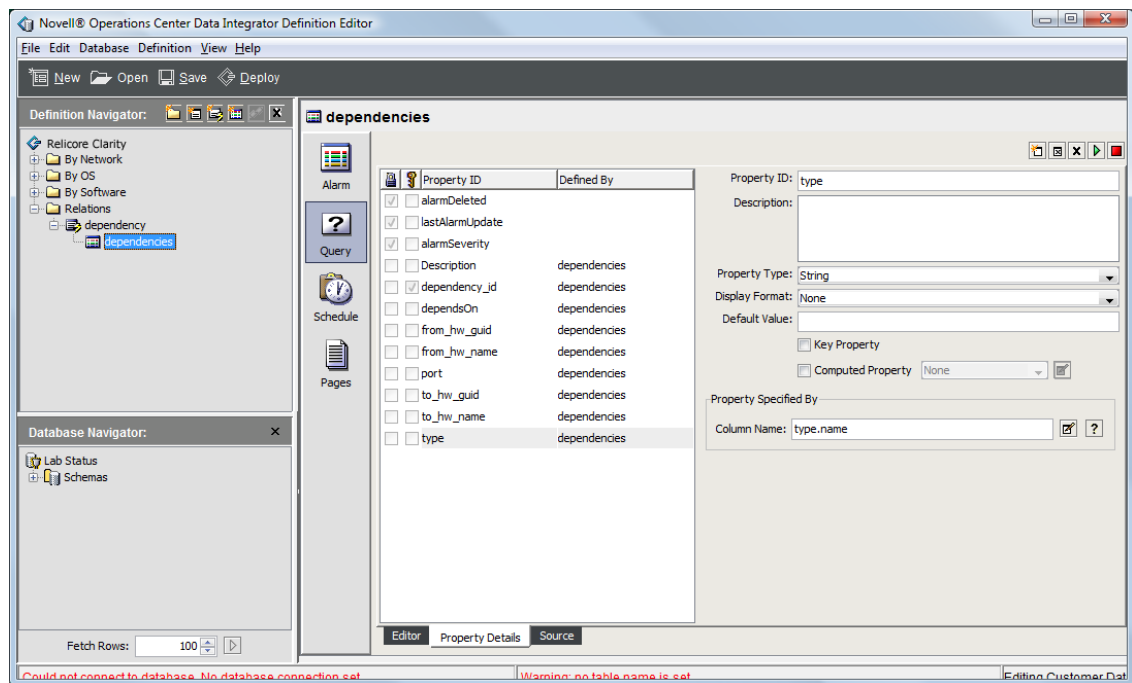 Novell® Operations Center Data Integrator Definition Editor
File Edit Database Definition View Help
New Open Save Deploy
Definition Navigator:
Relicore Clarity
By Network
By OS
By Software
Relations
dependency
dependencies
Database Navigator:
Lab Status
Schemas
Fetch Rows: 100
dependencies
Alarm
Query
Schedule
Pages
Property ID Defined By
alarmDeleted
lastAlarmUpdate
alarmSeverity
Description dependencies
dependency_id dependencies
dependsOn dependencies
from_hw_guid dependencies
from_hw_name dependencies
port dependencies
to_hw_guid dependencies
to_hw_name dependencies
type dependencies
Property ID: type
Description:
Property Type: String
Display Format: None
Default Value:
Key Property
Computed Property None
Property Specified By
Column Name: type.name
Editor Property Details Source
Could not connect to database. No database connection set. Warning: no table name is set. Editing Customer Dat